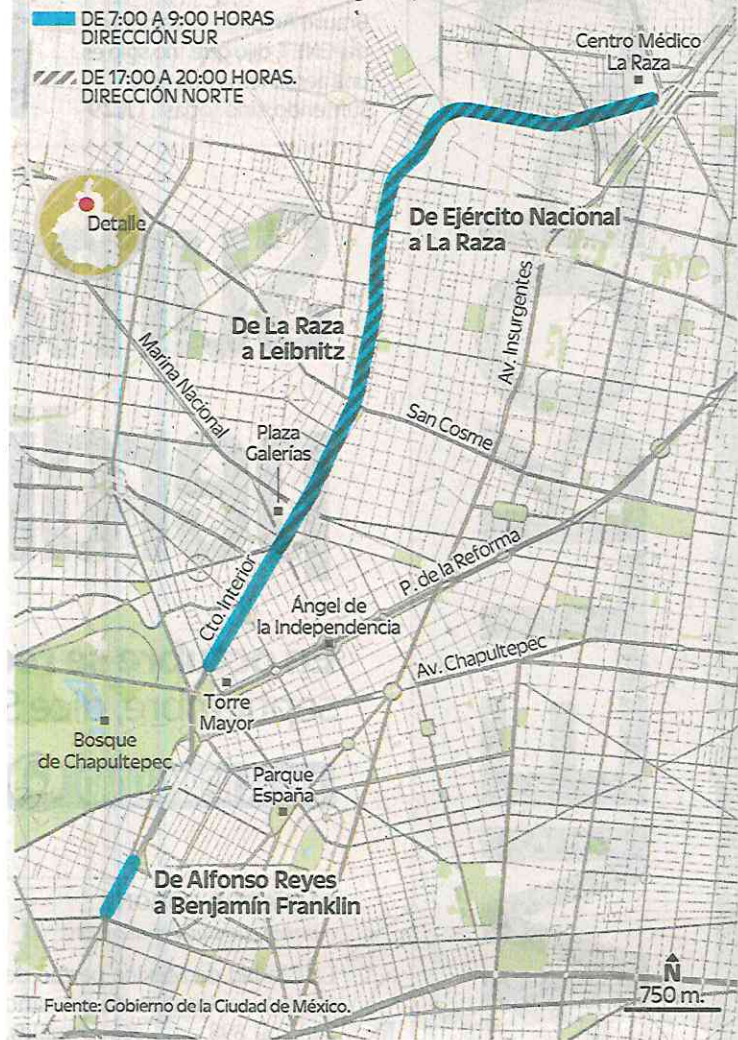 DE 7:00 A 9:00 HORAS
DIRECCIÓN SUR
DE 17:00 A 20:00 HORAS.
DIRECCIÓN NORTE
Centro Médico
La Raza
Detalle
De Ejército Nacional
a La Raza
De La Raza
a Leibnitz
Av. Insurgentes
Marina Nacional
San Cosme
Plaza
Galerías
Cto. Interior
P. de la Reforma
Ángel de
la Independencia
Av. Chapultepec
Torre
Mayor
Bosque
de Chapultepec
Parque
España
De Alfonso Reyes
a Benjamín Franklin
N
750 m.
Fuente: Gobierno de la Ciudad de México.